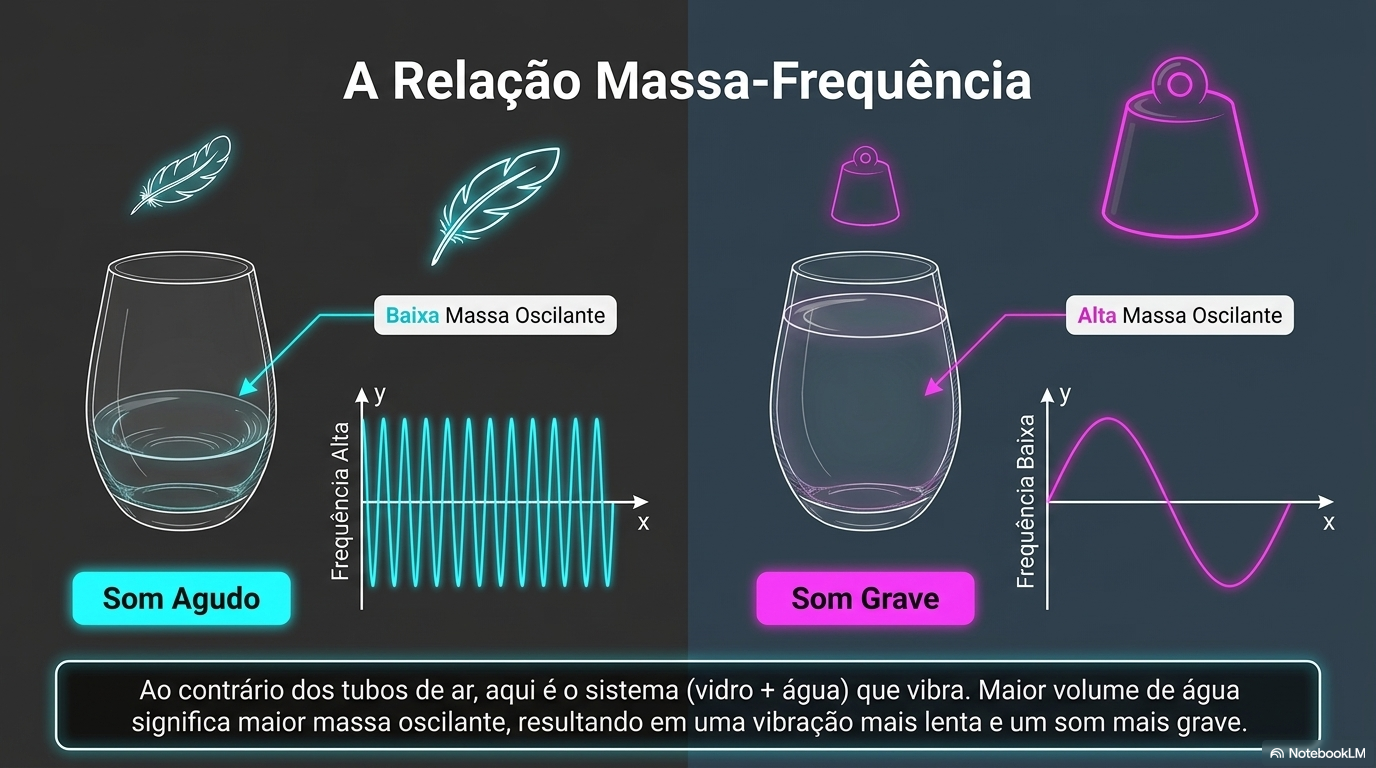 A Relação Massa-Frequência
Baixa Massa Oscilante
y
Frequência Alta
x
Som Agudo
Alta Massa Oscilante
y
Frequência Baixa
x
Som Grave
Ao contrário dos tubos de ar, aqui é o sistema (vidro + água) que vibra. Maior volume de água
significa maior massa oscilante, resultando em uma vibração mais lenta e um som mais grave.
NotebookLM